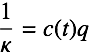 1/κ = c(t)q